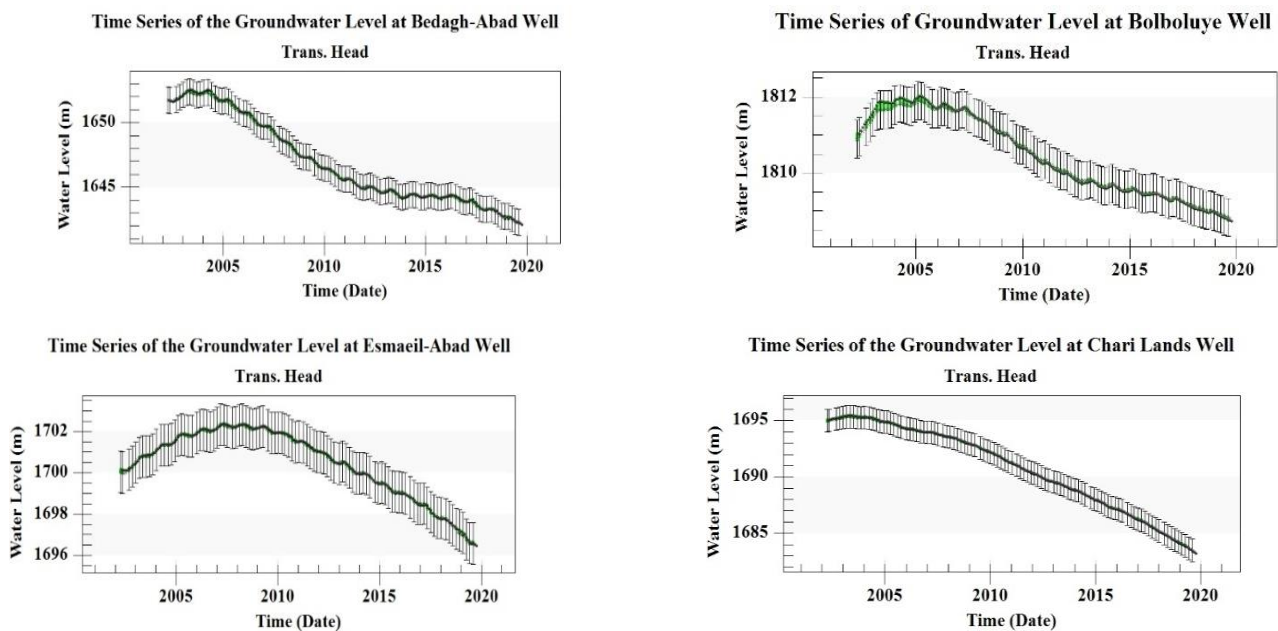 Time Series of the Groundwater Level at Bedagh-Abad Well
Trans. Head
Water Level (m)
1650
1645
2005 2010 2015 2020
Time (Date)
Time Series of Groundwater Level at Bolboluye Well
Trans. Head
Water Level (m)
1812
1810
2005 2010 2015 2020
Time (Date)
Time Series of the Groundwater Level at Esmaeil-Abad Well
Trans. Head
Water Level (m)
1702
1700
1698
1696
2005 2010 2015 2020
Time (Date)
Time Series of the Groundwater Level at Chari Lands Well
Trans. Head
Water Level (m)
1695
1690
1685
2005 2010 2015 2020
Time (Date)